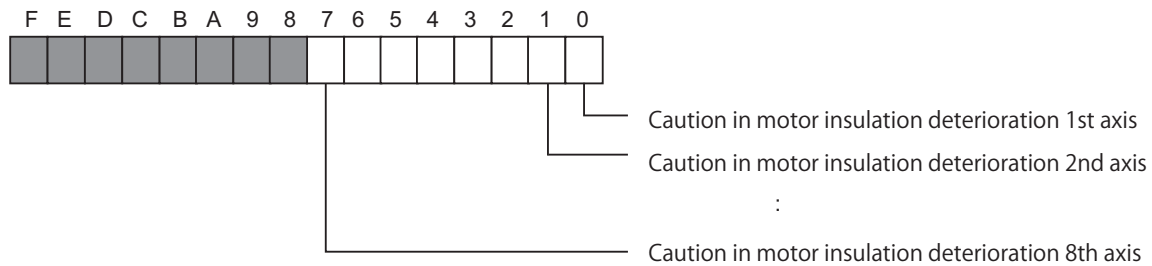 F E D C B A 9 8 7 6 5 4 3 2 1 0
Caution in motor insulation deterioration 1st axis
Caution in motor insulation deterioration 2nd axis
:
Caution in motor insulation deterioration 8th axis